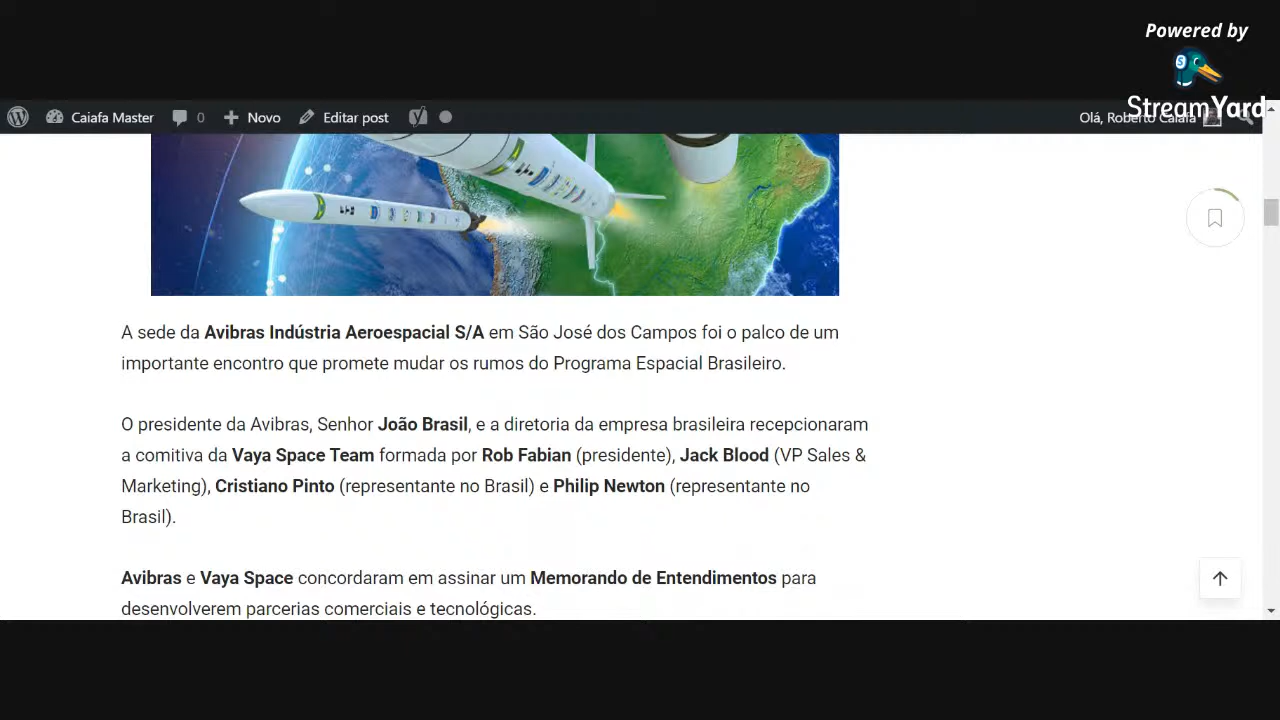 Powered by
StreamYard
Caiafa Master 0 Novo Editar post Olá, Roberto Caiafa
A sede da Avibras Indústria Aeroespacial S/A em São José dos Campos foi o palco de um
importante encontro que promete mudar os rumos do Programa Espacial Brasileiro.
O presidente da Avibras, Senhor João Brasil, e a diretoria da empresa brasileira recepcionaram
a comitiva da Vaya Space Team formada por Rob Fabian (presidente), Jack Blood (VP Sales &
Marketing), Cristiano Pinto (representante no Brasil) e Philip Newton (representante no
Brasil).
Avibras e Vaya Space concordaram em assinar um Memorando de Entendimentos para
desenvolverem parcerias comerciais e tecnológicas.